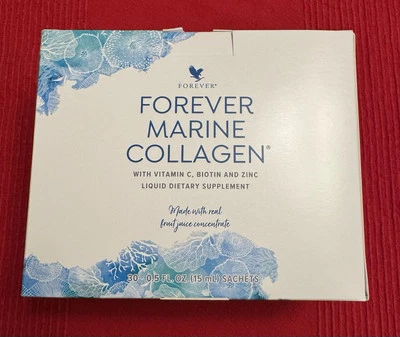 FOREVER®
FOREVER
MARINE
COLLAGEN®
WITH VITAMIN C, BIOTIN AND ZINC
LIQUID DIETARY SUPPLEMENT
Made with real
fruit juice concentrate
30 - 0.5 FL. OZ (15 mL) SACHETS